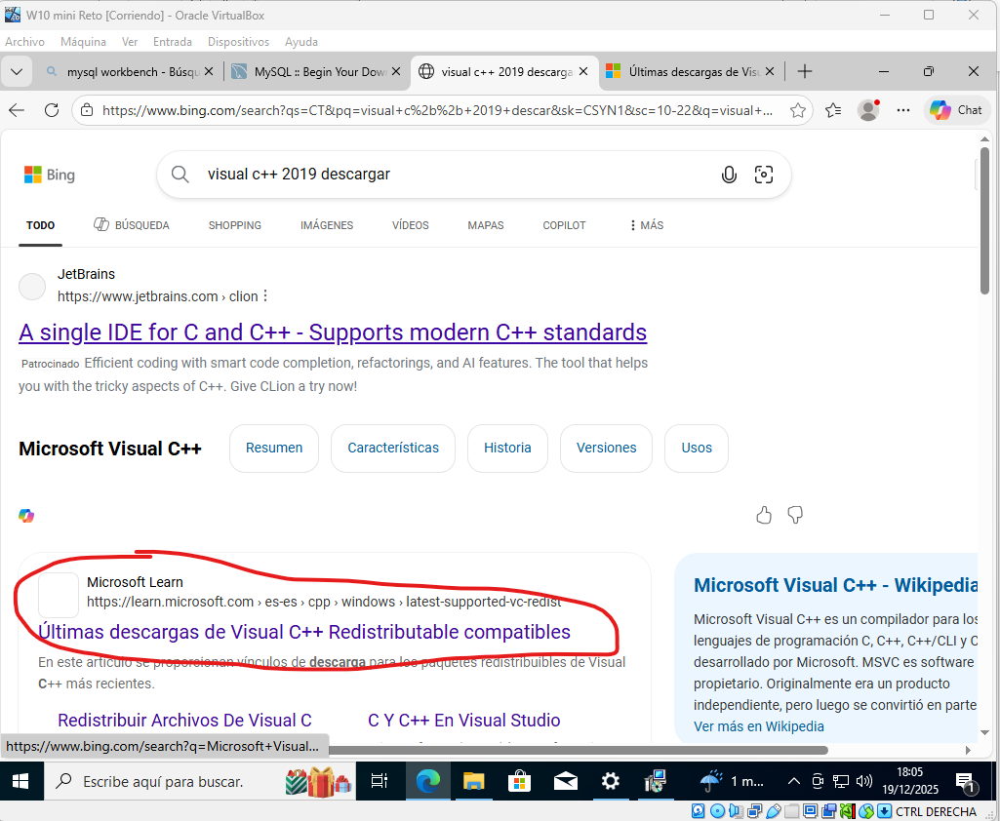 W10 mini Reto [Corriendo] - Oracle VirtualBox
Archivo Máquina Ver Entrada Dispositivos Ayuda
mysql workbench - Búsqu
MySQL :: Begin Your Dow
visual c++ 2019 descarga
Últimas descargas de Visu
https://www.bing.com/search?qs=CT&pq=visual+c%2b%2b+2019+descar&sk=CSYN1&sc=10-22&q=visual+...
Chat
Bing
visual c++ 2019 descargar
TODO BÚSQUEDA SHOPPING IMÁGENES VÍDEOS MAPAS COPILOT MÁS
JetBrains
https://www.jetbrains.com › clion
A single IDE for C and C++ - Supports modern C++ standards
Patrocinado Efficient coding with smart code completion, refactorings, and AI features. The tool that helps
you with the tricky aspects of C++. Give CLion a try now!
Microsoft Visual C++ Resumen Características Historia Versiones Usos
Microsoft Learn
https://learn.microsoft.com › es-es › cpp › windows › latest-supported-vc-redist
Últimas descargas de Visual C++ Redistributable compatibles
En este artículo se proporcionan vínculos de descarga para los paquetes redistribuibles de Visual
C++ más recientes.
Redistribuir Archivos De Visual C
C Y C++ En Visual Studio
Microsoft Visual C++ - Wikipedia
Microsoft Visual C++ es un compilador para los
lenguajes de programación C, C++, C++/CLI y C
desarrollado por Microsoft. MSVC es software
propietario. Originalmente era un producto
independiente, pero luego se convirtió en parte
Ver más en Wikipedia
https://www.bing.com/search?q=Microsoft+Visual...
Escribe aquí para buscar.
1 m...
18:05
19/12/2025
1
CTRL DERECHA